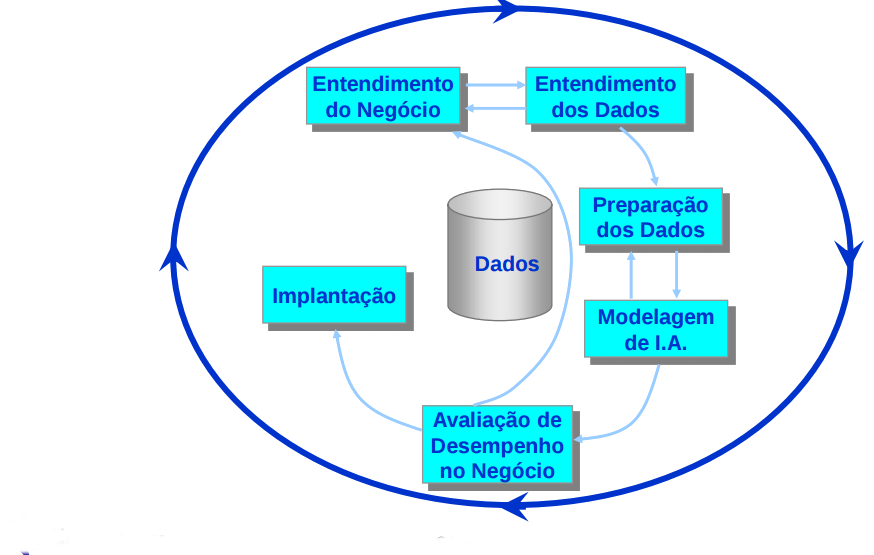 Entendimento
do Negócio
Entendimento
dos Dados
Preparação
dos Dados
Dados
Implantação
Modelagem
de I.A.
Avaliação de
Desempenho
no Negócio